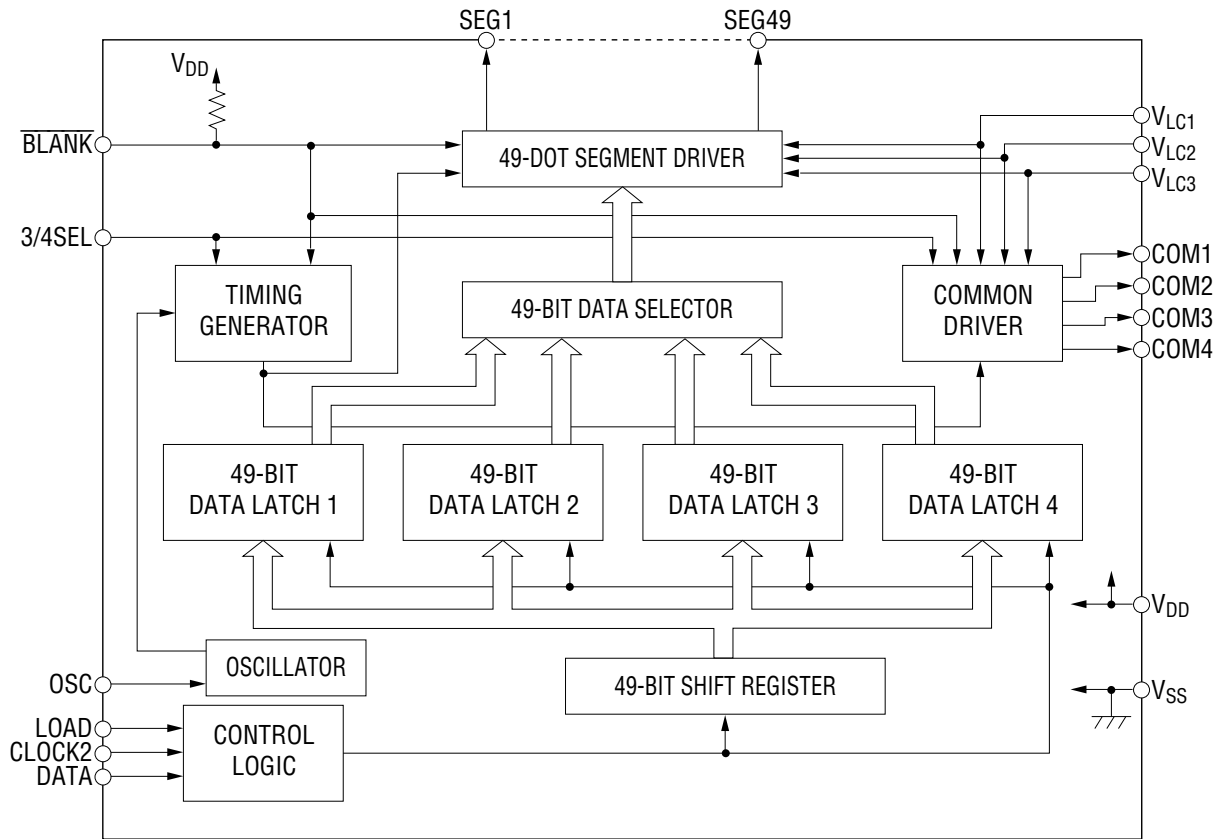 SEG1
SEG49
VDD
BLANK
VLC1
49-DOT SEGMENT DRIVER
VLC2
VLC3
3/4SEL
TIMING
GENERATOR
49-BIT DATA SELECTOR
COMMON
DRIVER
COM1
COM2
COM3
COM4
49-BIT
DATA LATCH 1
49-BIT
DATA LATCH 2
49-BIT
DATA LATCH 3
49-BIT
DATA LATCH 4
VDD
OSCILLATOR
49-BIT SHIFT REGISTER
OSC
VSS
LOAD
CLOCK2
DATA
CONTROL
LOGIC